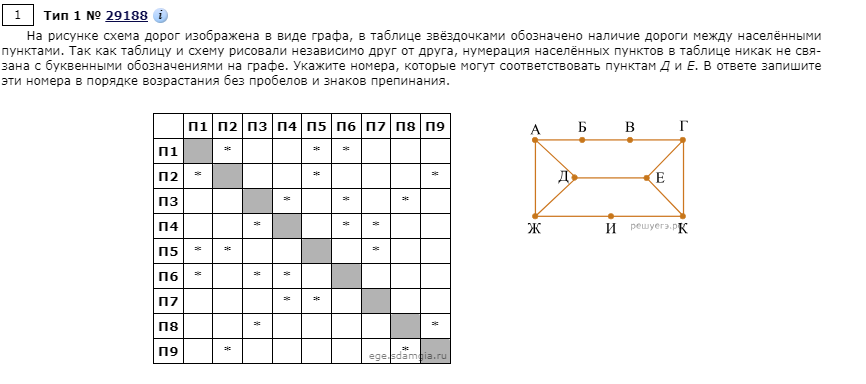 1 Тип 1 № 29188 i
На рисунке схема дорог изображена в виде графа, в таблице звёздочками обозначено наличие дороги между населёнными
пунктами. Так как таблицу и схему рисовали независимо друг от друга, нумерация населённых пунктов в таблице никак не свя-
зана с буквенными обозначениями на графе. Укажите номера, которые могут соответствовать пунктам Д и Е. В ответе запишите
эти номера в порядке возрастания без пробелов и знаков препинания.
П1 П2 П3 П4 П5 П6 П7 П8 П9
П1 * * *
П2 * * *
П3 * * *
П4 * * *
П5 * * *
П6 * * *
П7 * *
П8 * *
П9 * *
ege.sdamgia.ru
А Б В Г
Д Е
решуегэ.р
Ж И К